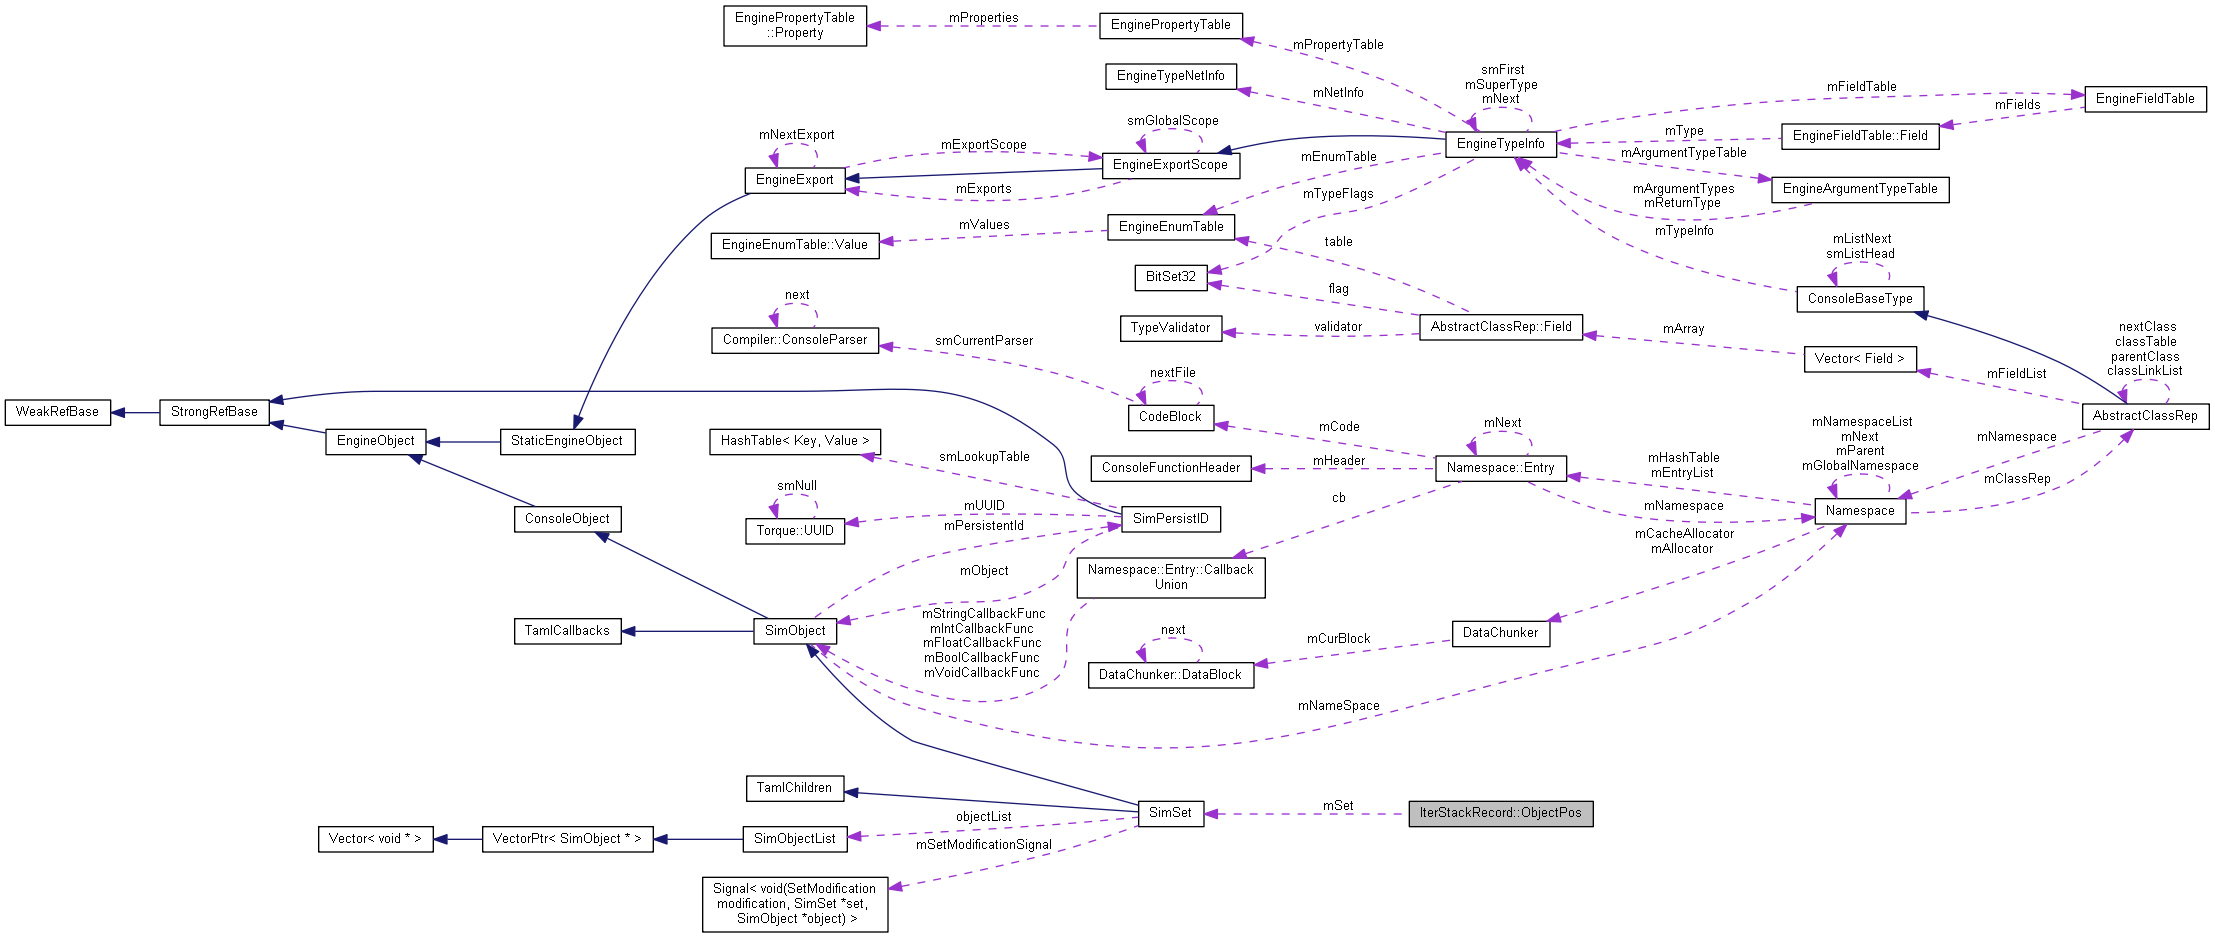 EnginePropertyTable
::Property
mProperties
EnginePropertyTable
mPropertyTable
EngineTypeNetInfo
mNetInfo
smFirst
mSuperType
mNext
EngineTypeInfo
mFieldTable
EngineFieldTable
mFields
EngineFieldTable::Field
mType
mArgumentTypeTable
EngineArgumentTypeTable
mArgumentTypes
mReturnType
mTypeInfo
mNextExport
EngineExport
mExportScope
smGlobalScope
EngineExportScope
mExports
mEnumTable
mTypeFlags
EngineEnumTable::Value
mValues
EngineEnumTable
table
BitSet32
flag
mListNext
smListHead
ConsoleBaseType
next
Compiler::ConsoleParser
smCurrentParser
TypeValidator
validator
AbstractClassRep::Field
mArray
Vector< Field >
mFieldList
nextClass
classTable
parentClass
classLinkList
AbstractClassRep
nextFile
CodeBlock
mCode
WeakRefBase
StrongRefBase
EngineObject
StaticEngineObject
HashTable< Key, Value >
smLookupTable
ConsoleFunctionHeader
mHeader
mNext
Namespace::Entry
mHashTable
mEntryList
mNamespaceList
mNext
mParent
mGlobalNamespace
Namespace
mNamespace
mClassRep
cb
mNamespace
ConsoleObject
smNull
Torque::UUID
mUUID
mPersistentId
SimPersistID
mObject
Namespace::Entry::Callback
Union
mCacheAllocator
mAllocator
TamlCallbacks
SimObject
mStringCallbackFunc
mIntCallbackFunc
mFloatCallbackFunc
mBoolCallbackFunc
mVoidCallbackFunc
next
DataChunker::DataBlock
mCurBlock
DataChunker
mNameSpace
TamlChildren
SimSet
mSet
IterStackRecord::ObjectPos
objectList
Vector< void * >
VectorPtr< SimObject * >
SimObjectList
mSetModificationSignal
Signal< void(SetModification
modification, SimSet *set,
SimObject *object) >